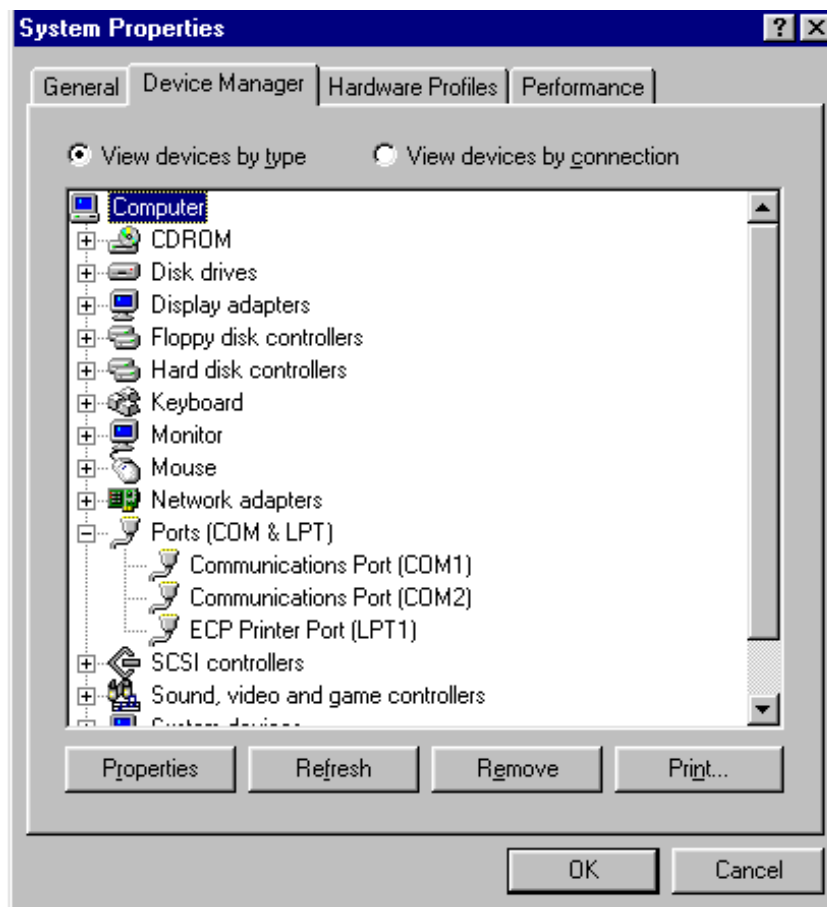 System Properties
General Device Manager Hardware Profiles Performance
View devices by type View devices by connection
Computer
CDROM
Disk drives
Display adapters
Floppy disk controllers
Hard disk controllers
Keyboard
Monitor
Mouse
Network adapters
Ports (COM & LPT)
Communications Port (COM1)
Communications Port (COM2)
ECP Printer Port (LPT1)
SCSI controllers
Sound, video and game controllers
System devices
Properties Refresh Remove Print...
OK Cancel